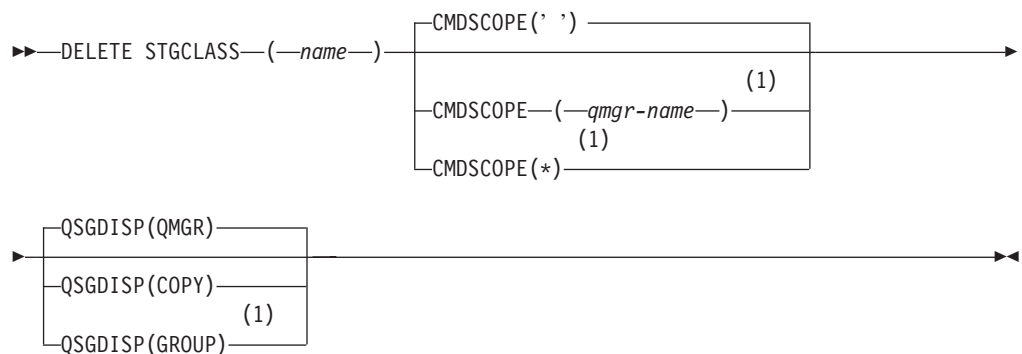 CMDSCOPE(' ')
DELETE STGCLASS ( name )
(1)
CMDSCOPE ( qmgr-name )
(1)
CMDSCOPE(*)
QSGDISP(QMGR)
QSGDISP(COPY)
(1)
QSGDISP(GROUP)